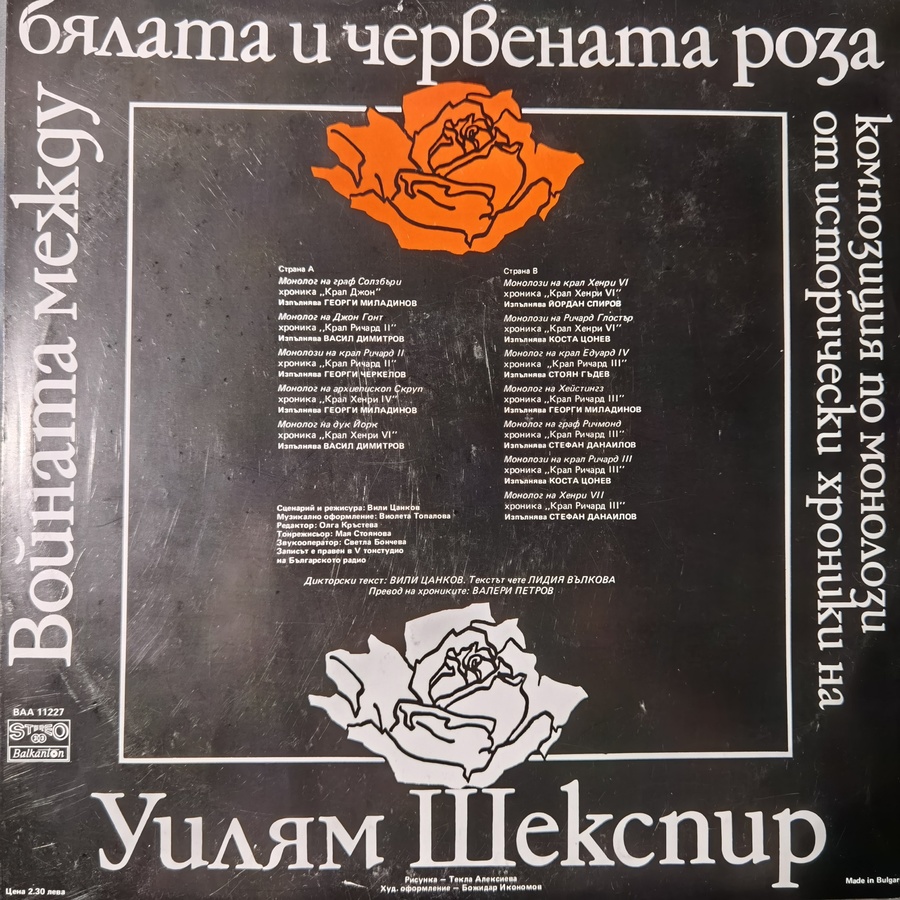 Войната между
бялата и червената роза
композиция по монолози
от исторически хроники на
Уилям Шекспир
Страна А
Монолог на граф Солзбъри
хроника „Крал Джон"
Изпълнява ГЕОРГИ МИЛАДИНОВ
Монолог на Джон Гонт
хроника „Крал Ричард II"
Изпълнява ВАСИЛ ДИМИТРОВ
Монолози на крал Ричард II
хроника „Крал Ричард II"
Изпълнява ГЕОРГИ ЧЕРКЕЛОВ
Монолог на архиепископ Скруп
хроника „Крал Хенри IV"
Изпълнява ГЕОРГИ МИЛАДИНОВ
Монолог на дук Йорк
хроника „Крал Хенри VI"
Изпълнява ВАСИЛ ДИМИТРОВ
Страна В
Монолози на крал Хенри VI
хроника „Крал Хенри VI"
Изпълнява ЙОРДАН СПИРОВ
Монолози на Ричард Глостър
хроника „Крал Хенри VI"
Изпълнява КОСТА ЦОНЕВ
Монолог на крал Едуард IV
хроника „Крал Ричард III"
Изпълнява СТОЯН ГЪДЕВ
Монолог на Хейстингз
хроника „Крал Ричард III"
Изпълнява ГЕОРГИ МИЛАДИНОВ
Монолог на граф Ричмонд
хроника „Крал Ричард III"
Изпълнява СТЕФАН ДАНАИЛОВ
Монолози на крал Ричард III
хроника „Крал Ричард III"
Изпълнява КОСТА ЦОНЕВ
Монолог на Хенри VII
хроника „Крал Ричард III"
Изпълнява СТЕФАН ДАНАИЛОВ
Сценарий и режисура: Вили Цанков
Музикално оформление: Виолета Топалова
Редактор: Олга Кръстева
Тонрежисьор: Мая Стоянова
Звукооператор: Светла Бончева
Записът е правен в V тонстудио
на Българското радио
Дикторски текст: ВИЛИ ЦАНКОВ. Текстът чете ЛИДИЯ ВЪЛКОВА
Превод на хрониките: ВАЛЕРИ ПЕТРОВ
ВАА 11227
STEREO
33
Balkanton
Рисунка — Текла Алексиева
Худ. оформление — Божидар Икономов
Цена 2.30 лева
Made in Bulgar